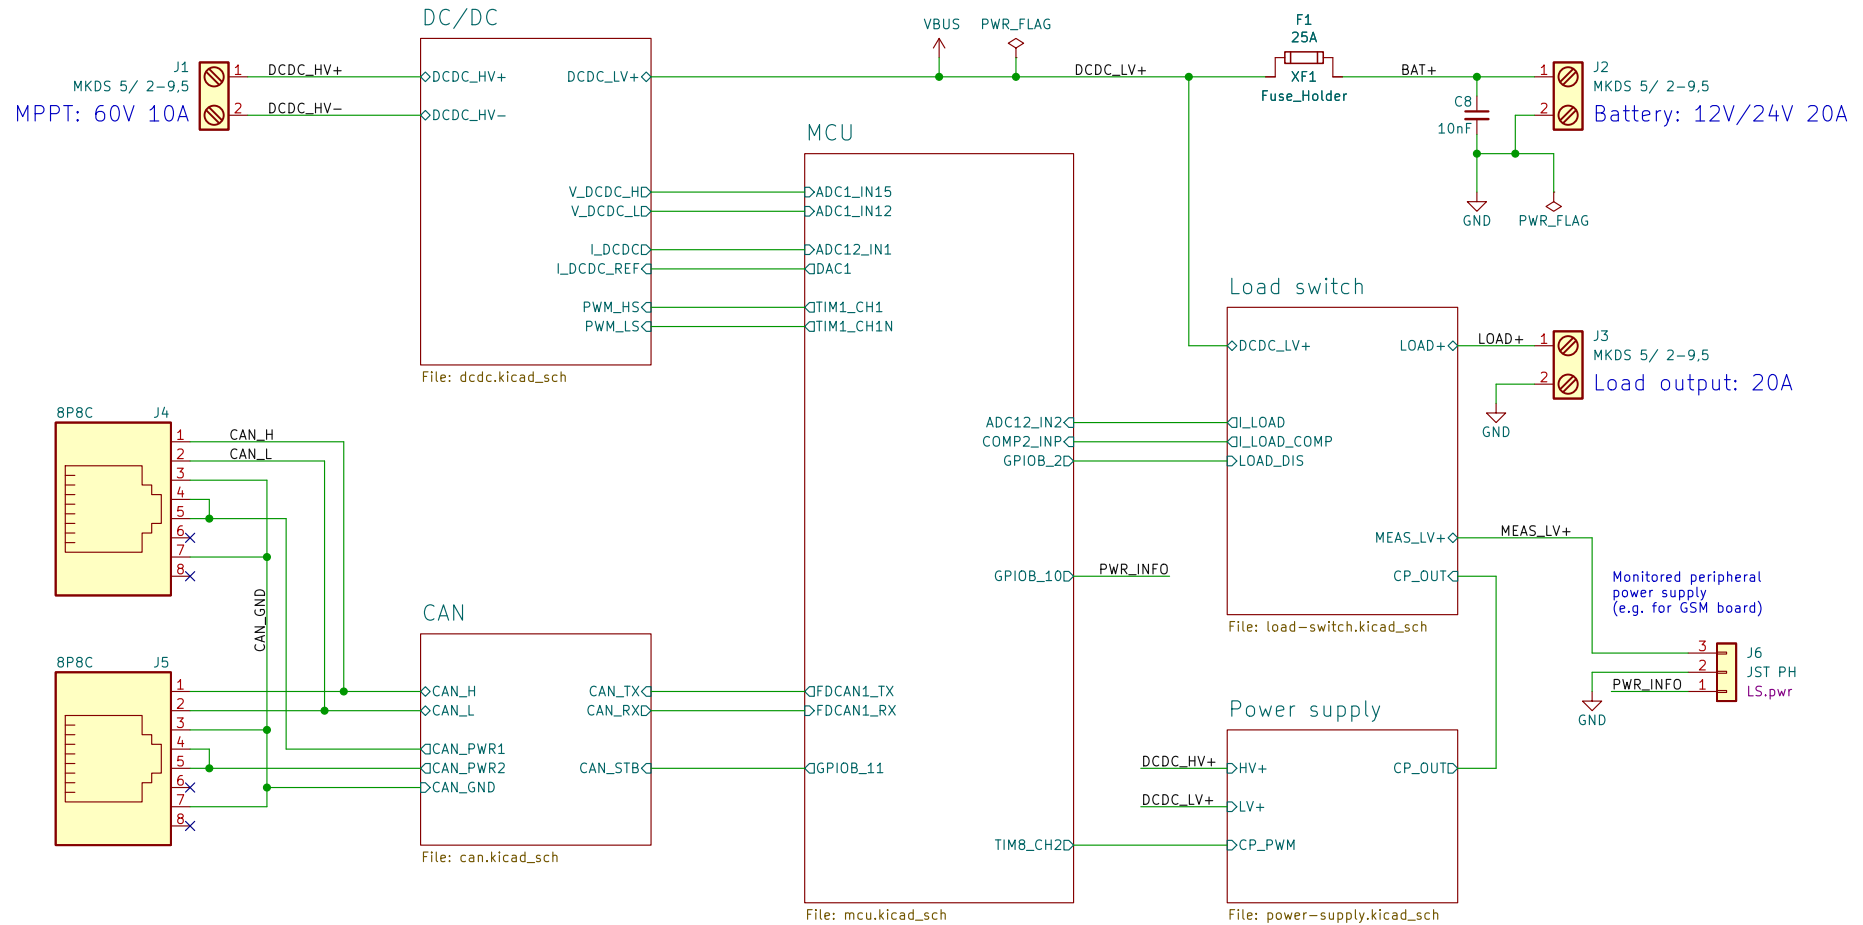 DC/DC
VBUS
PWR_FLAG
F1
25A
XF1
Fuse_Holder
J1
MKDS 5/ 2-9,5
MPPT: 60V 10A
1
2
DCDC_HV+
DCDC_HV-
DCDC_HV+
DCDC_HV-
DCDC_LV+
V_DCDC_H
V_DCDC_L
I_DCDC
I_DCDC_REF
PWM_HS
PWM_LS
File: dcdc.kicad_sch
DCDC_LV+
BAT+
C8
10nF
1
2
J2
MKDS 5/ 2-9,5
Battery: 12V/24V 20A
GND
PWR_FLAG
MCU
ADC1_IN15
ADC1_IN12
ADC12_IN1
DAC1
TIM1_CH1
TIM1_CH1N
ADC12_IN2
COMP2_INP
GPIOB_2
GPIOB_10
PWR_INFO
FDCAN1_TX
FDCAN1_RX
GPIOB_11
TIM8_CH2
File: mcu.kicad_sch
Load switch
DCDC_LV+
LOAD+
I_LOAD
I_LOAD_COMP
LOAD_DIS
MEAS_LV+
CP_OUT
File: load-switch.kicad_sch
LOAD+
1
2
J3
MKDS 5/ 2-9,5
Load output: 20A
GND
MEAS_LV+
Monitored peripheral
power supply
(e.g. for GSM board)
3
2
1
J6
JST PH
LS.pwr
PWR_INFO
GND
8P8C
J4
1
2
3
4
5
6
7
8
CAN_H
CAN_L
CAN_GND
8P8C
J5
1
2
3
4
5
6
7
8
CAN
CAN_H
CAN_L
CAN_PWR1
CAN_PWR2
CAN_GND
CAN_TX
CAN_RX
CAN_STB
File: can.kicad_sch
Power supply
DCDC_HV+
DCDC_LV+
HV+
LV+
CP_PWM
CP_OUT
File: power-supply.kicad_sch